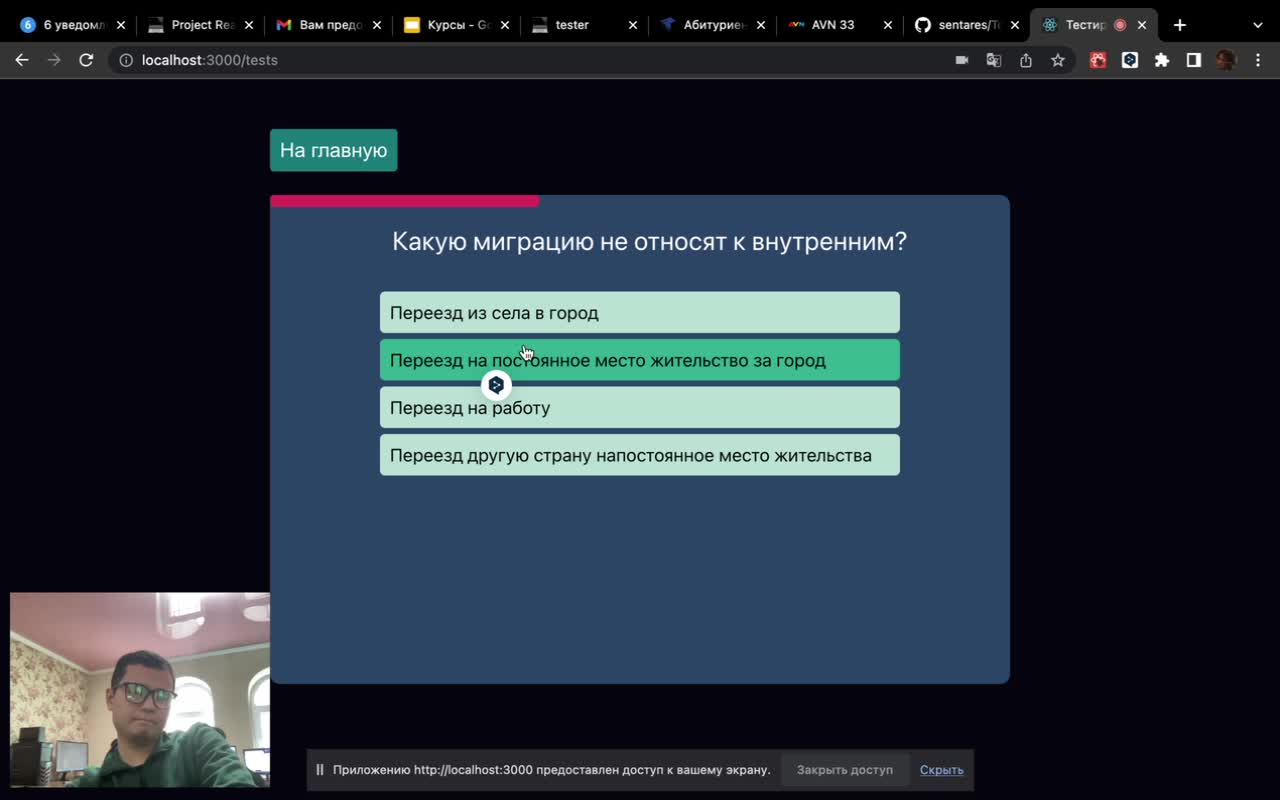 6 уведомл
Project Rea
Вам предо
Курсы - Go
tester
Абитуриен
AVN 33
sentares/Te
Тестир
localhost:3000/tests
На главную
Какую миграцию не относят к внутренним?
Переезд из села в город
Переезд на постоянное место жительство за город
Переезд на работу
Переезд другую страну напостоянное место жительства
Приложению http://localhost:3000 предоставлен доступ к вашему экрану.
Закрыть доступ
Скрыть